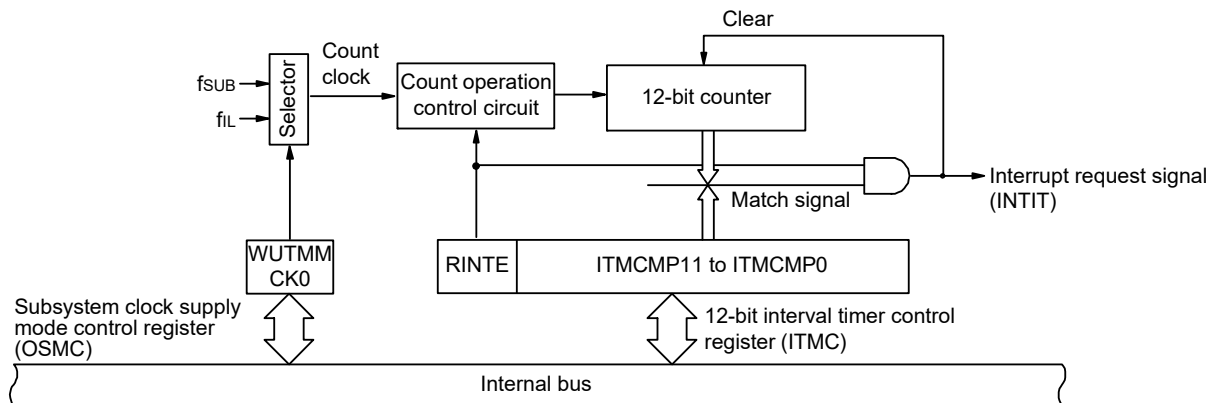 Clear
Selector
Count
clock
fSUB
fIL
Count operation
control circuit
12-bit counter
Match signal
Interrupt request signal
(INTIT)
WUTMM
CK0
RINTE
ITMCMP11 to ITMCMP0
Subsystem clock supply
mode control register
(OSMC)
12-bit interval timer control
register (ITMC)
Internal bus